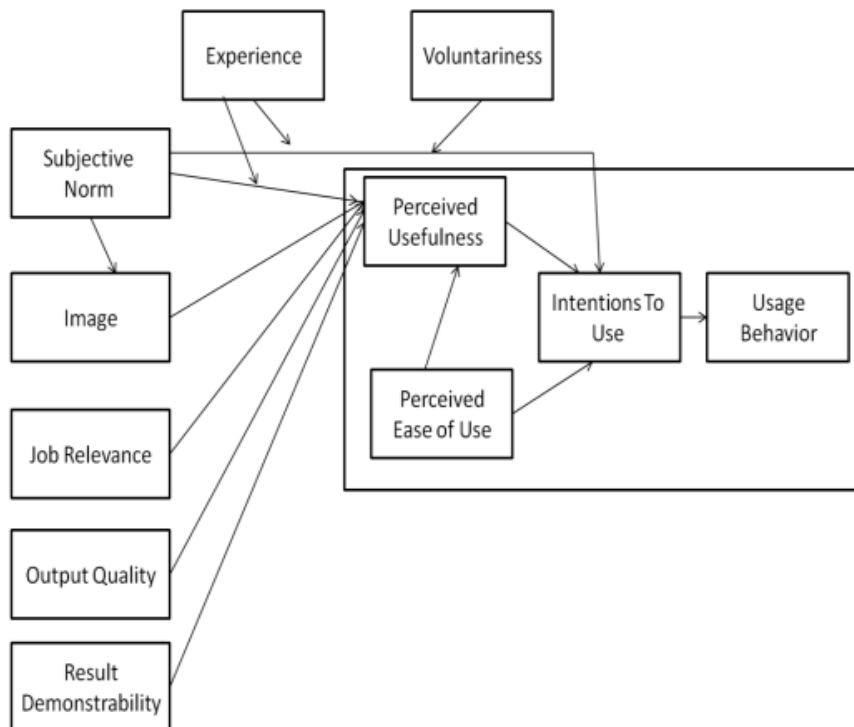 Experience
Voluntariness
Subjective
Norm
Perceived
Usefulness
Image
Intentions To
Use
Usage
Behavior
Perceived
Ease of Use
Job Relevance
Output Quality
Result
Demonstrability